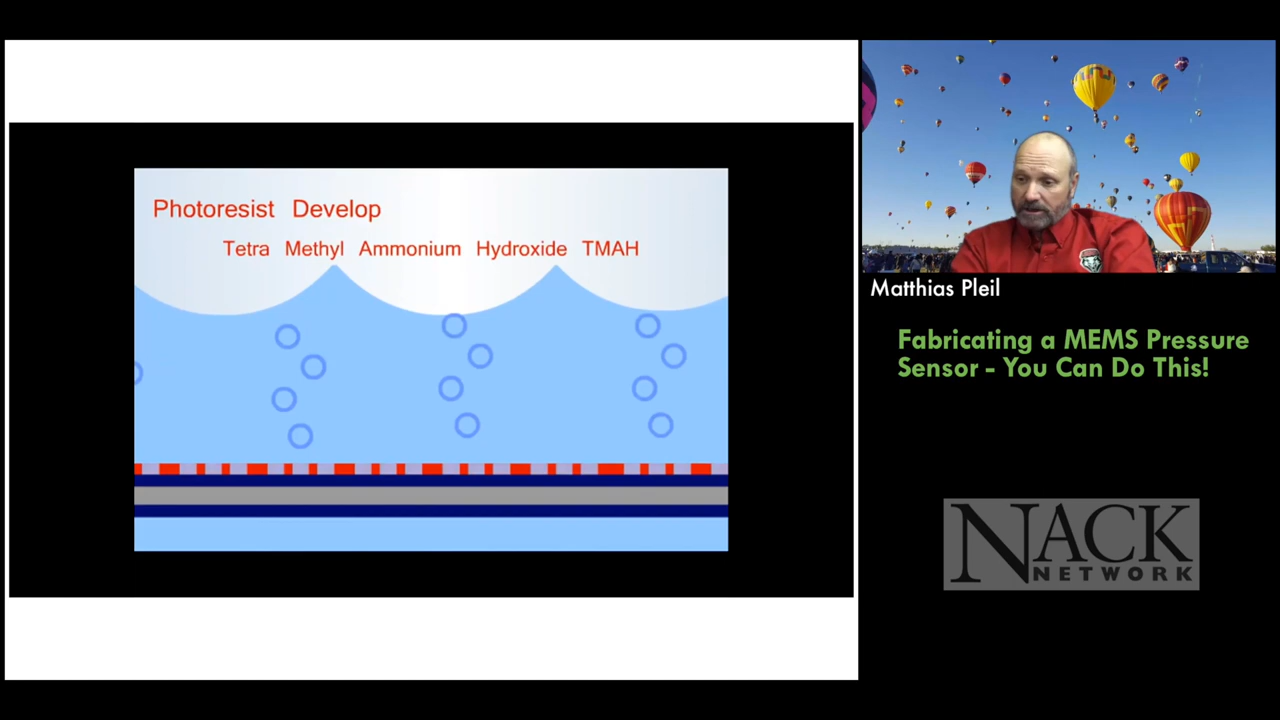 Photoresist Develop
Tetra Methyl Ammonium Hydroxide TMAH
Matthias Pleil
Fabricating a MEMS Pressure
Sensor - You Can Do This!
NACK
NETWORK